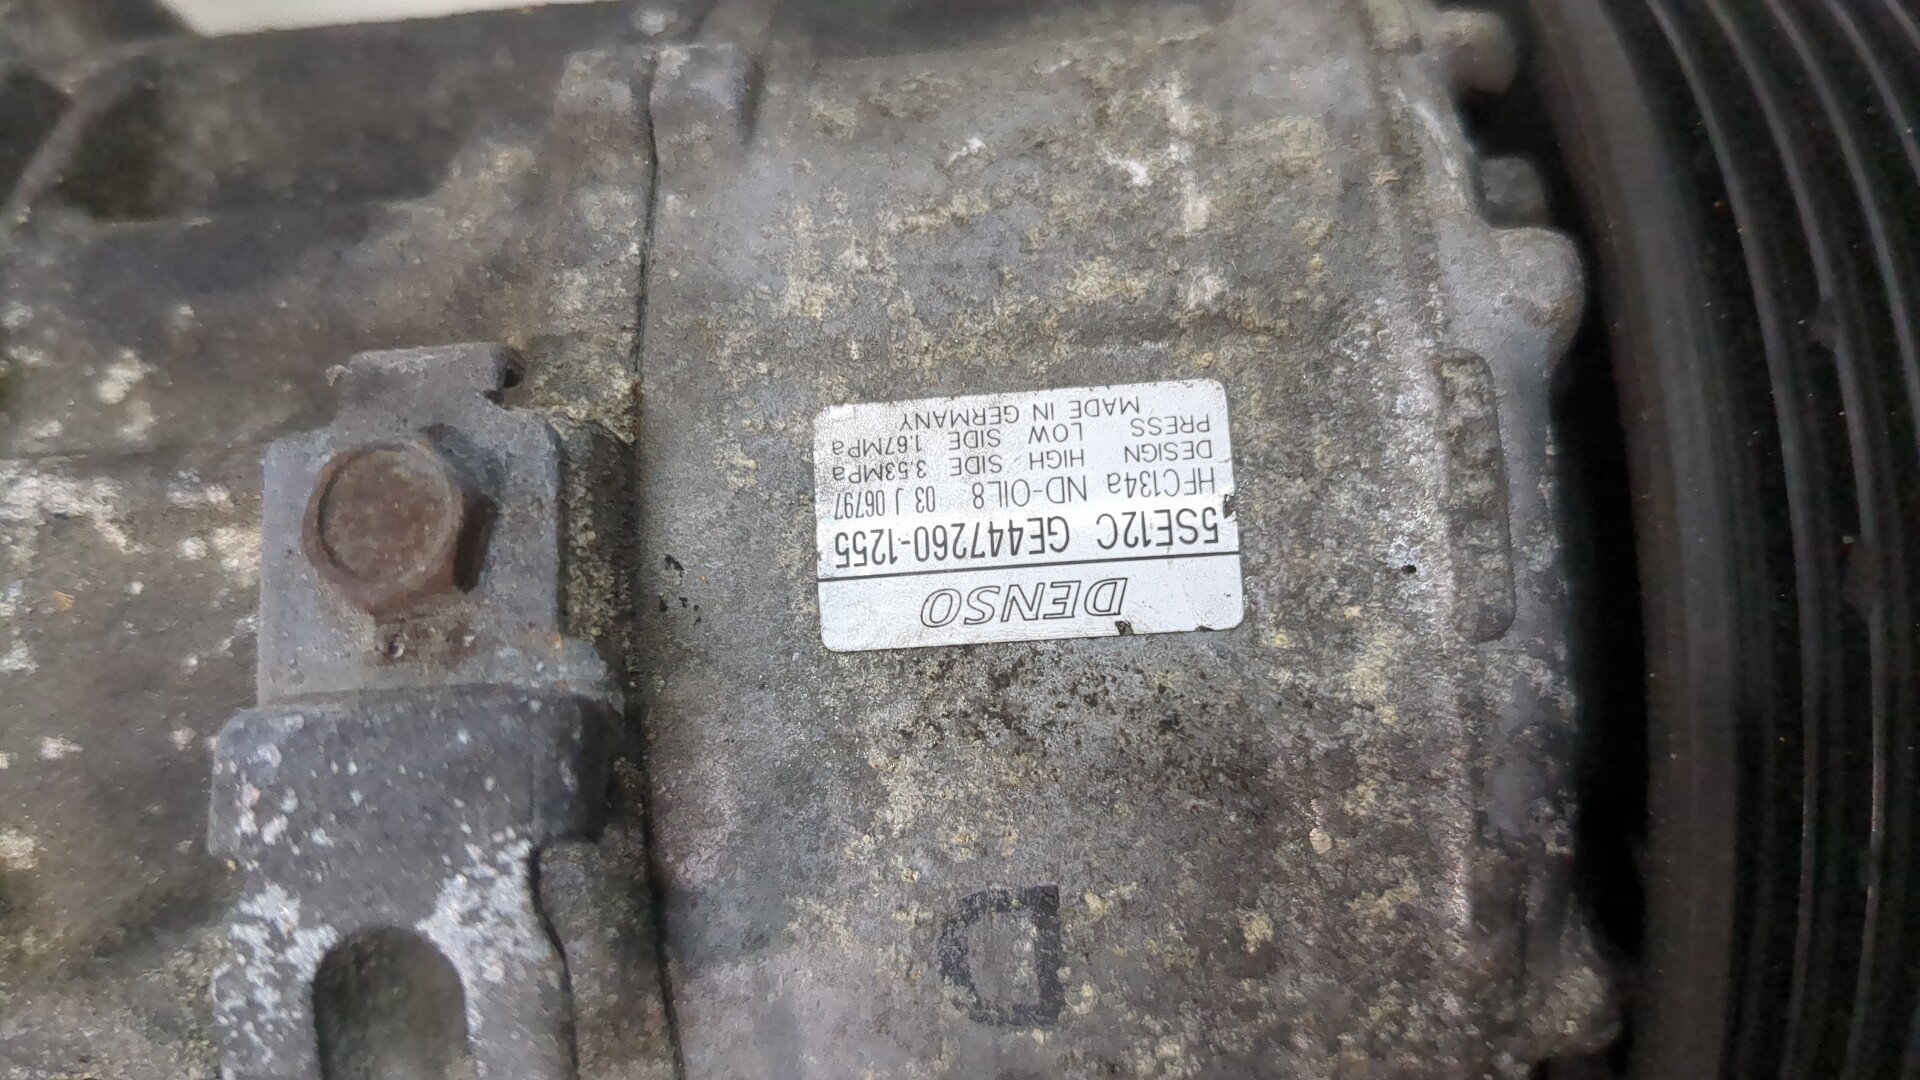 DENSO
5SE12C GE447260-1255
HFC134a ND-OIL8 03 J 06797
DESIGN HIGH SIDE 3.53MPa
PRESS LOW SIDE 1.67MPa
MADE IN GERMANY
D